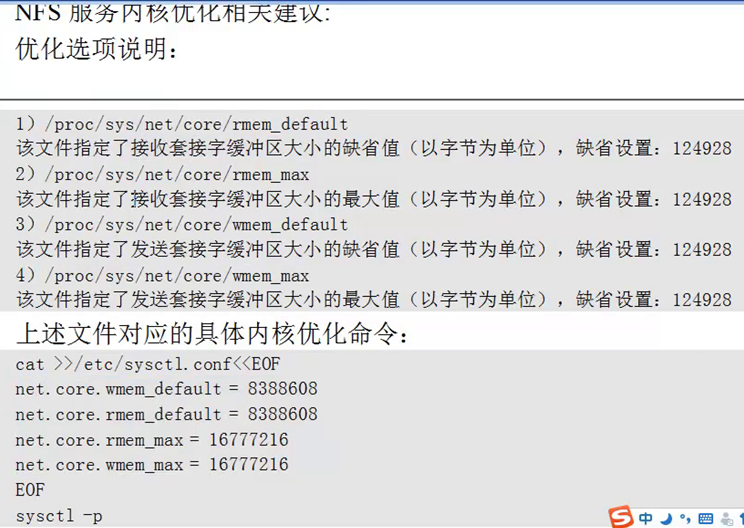 NFS 服务内核优化相关建议:
优化选项说明：
1）/proc/sys/net/core/rmem_default
该文件指定了接收套接字缓冲区大小的缺省值（以字节为单位），缺省设置：124928
2）/proc/sys/net/core/rmem_max
该文件指定了接收套接字缓冲区大小的最大值（以字节为单位），缺省设置：124928
3）/proc/sys/net/core/wmem_default
该文件指定了发送套接字缓冲区大小的缺省值（以字节为单位），缺省设置：124928
4）/proc/sys/net/core/wmem_max
该文件指定了发送套接字缓冲区大小的最大值（以字节为单位），缺省设置：124928
上述文件对应的具体内核优化命令：
cat >>/etc/sysctl.conf<<EOF
net.core.wmem_default = 8388608
net.core.rmem_default = 8388608
net.core.rmem_max = 16777216
net.core.wmem_max = 16777216
EOF
sysctl -p
S 中